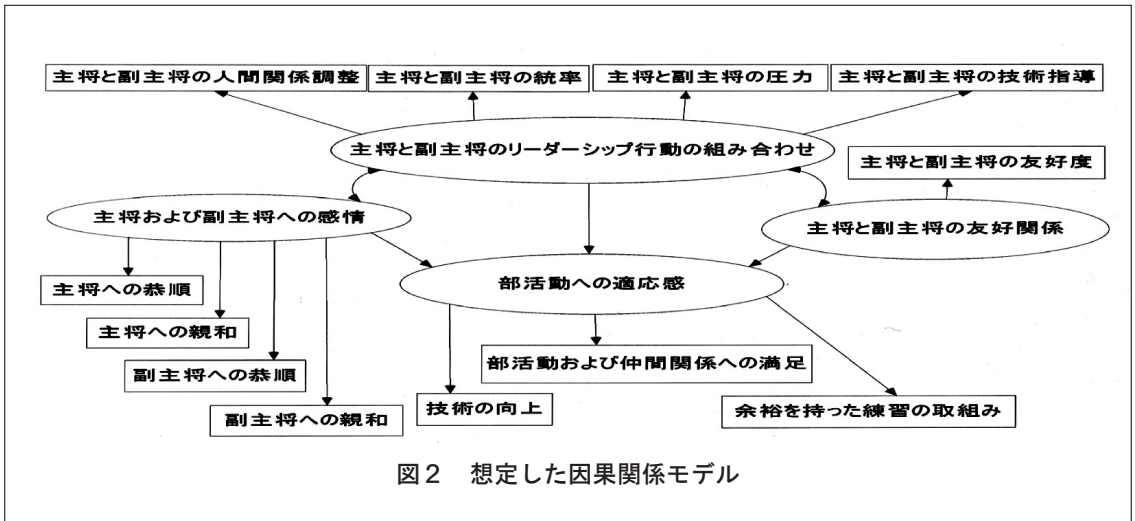 主将と副主将の人間関係調整
主将と副主将の統率
主将と副主将の圧力
主将と副主将の技術指導
主将と副主将のリーダーシップ行動の組み合わせ
主将と副主将の友好度
主将および副主将への感情
主将と副主将の友好関係
部活動への適応感
主将への恭順
主将への親和
副主将への恭順
副主将への親和
技術の向上
部活動および仲間関係への満足
余裕を持った練習の取組み
図2 想定した因果関係モデル